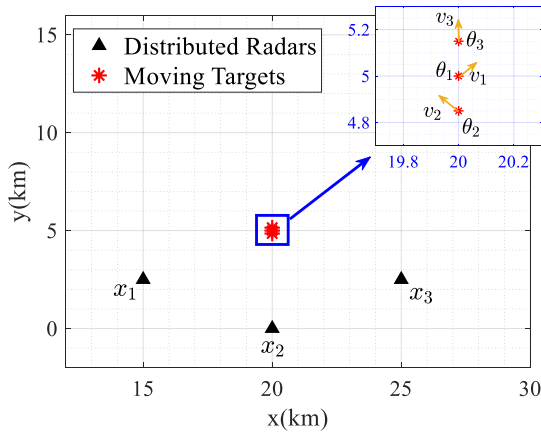 Distributed Radars
Moving Targets
v₃
θ₃
θ₁
v₁
v₂
θ₂
5.2
5
4.8
19.8
20
20.2
15
10
5
0
y(km)
x₁
x₂
x₃
15
20
25
30
x(km)